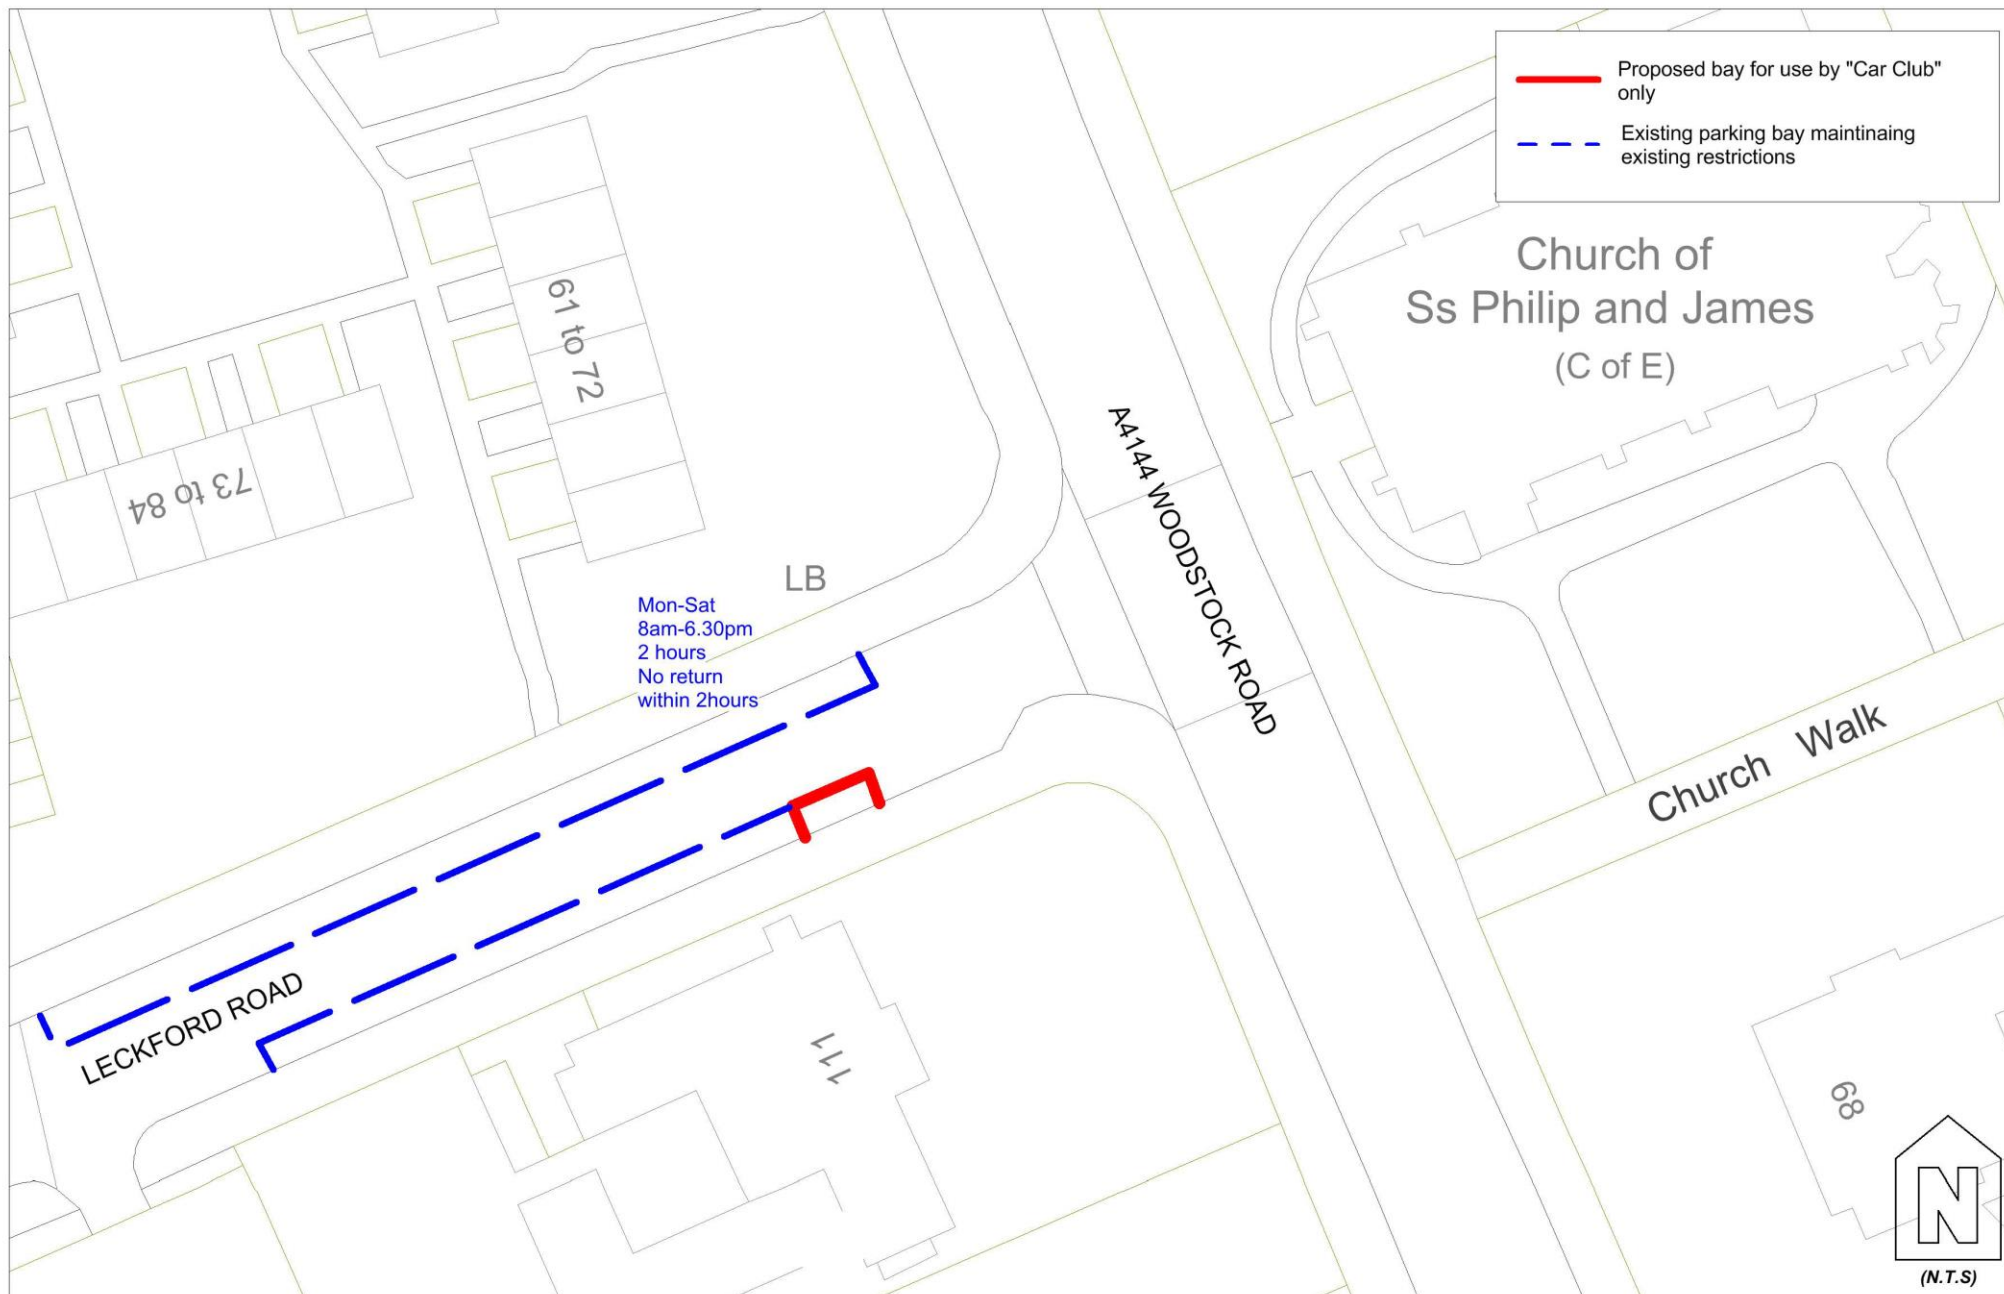 Proposed bay for use by "Car Club"
only
Existing parking bay maintinaing
existing restrictions
Church of
Ss Philip and James
(C of E)
61 to 72
73 to 84
A4144 WOODSTOCK ROAD
LB
Mon-Sat
8am-6.30pm
2 hours
No return
within 2hours
Church Walk
LECKFORD ROAD
111
68
N
(N.T.S)